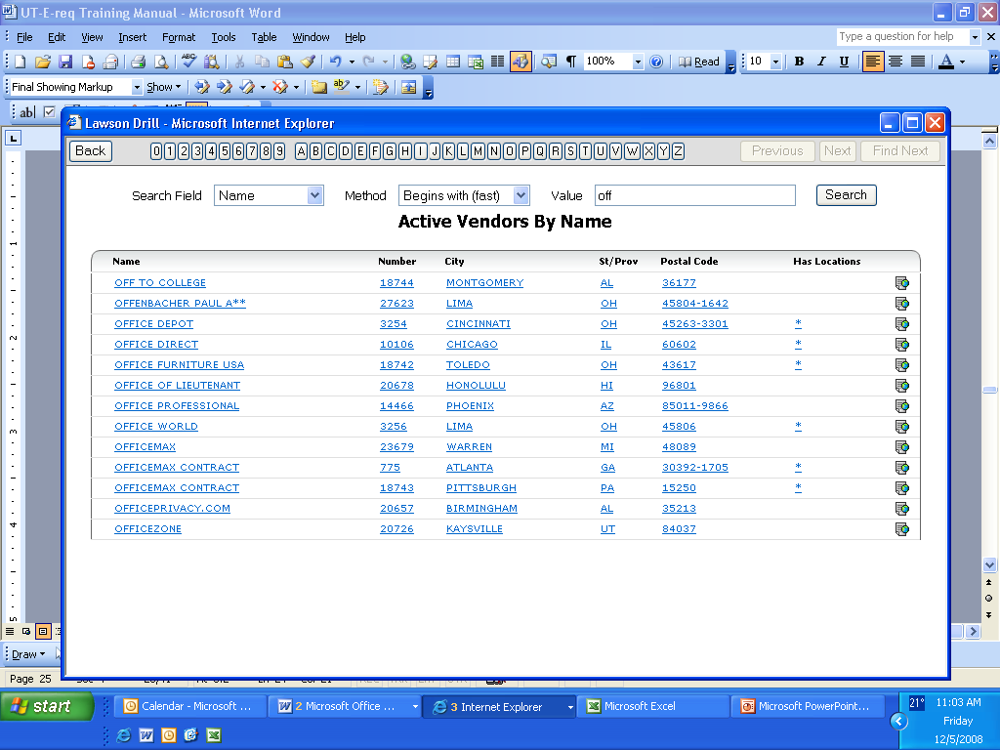 UT-E-req Training Manual - Microsoft Word
File Edit View Insert Format Tools Table Window Help Type a question for help
100% Read 10 B I U A
Final Showing Markup Show
ab
L
Lawson Drill - Microsoft Internet Explorer
Back 0 1 2 3 4 5 6 7 8 9 A B C D E F G H I J K L M N O P Q R S T U V W X Y Z Previous Next Find Next
Search Field Name Method Begins with (fast) Value off Search
Active Vendors By Name
Name Number City St/Prov Postal Code Has Locations
OFF TO COLLEGE 18744 MONTGOMERY AL 36177
OFFENBACHER PAUL A** 27623 LIMA OH 45804-1642
OFFICE DEPOT 3254 CINCINNATI OH 45263-3301 *
OFFICE DIRECT 10106 CHICAGO IL 60602 *
OFFICE FURNITURE USA 18742 TOLEDO OH 43617 *
OFFICE OF LIEUTENANT 20678 HONOLULU HI 96801
OFFICE PROFESSIONAL 14466 PHOENIX AZ 85011-9866
OFFICE WORLD 3256 LIMA OH 45806 *
OFFICEMAX 23679 WARREN MI 48089
OFFICEMAX CONTRACT 775 ATLANTA GA 30392-1705 *
OFFICEMAX CONTRACT 18743 PITTSBURGH PA 15250 *
OFFICEPRIVACY.COM 20657 BIRMINGHAM AL 35213
OFFICEZONE 20726 KAYSVILLE UT 84037
1
2
3
4
5
Draw
Page 25
start Calendar - Microsoft ... 2 Microsoft Office ... 3 Internet Explorer Microsoft Excel Microsoft PowerPoint... 21° 11:03 AM
Friday
12/5/2008